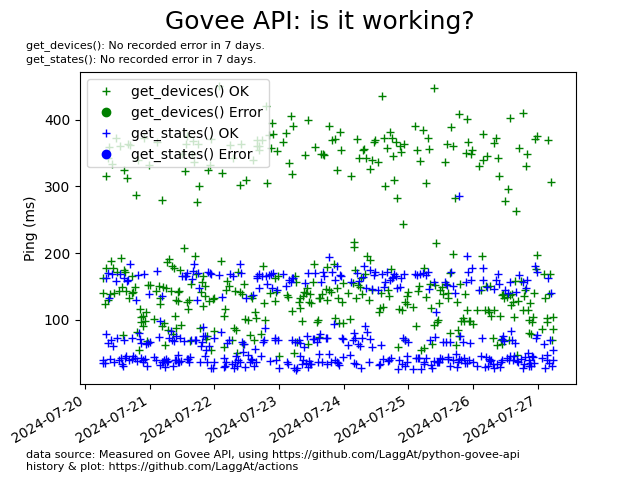 Govee API: is it working?
get_devices(): No recorded error in 7 days.
get_states(): No recorded error in 7 days.
get_devices() OK
get_devices() Error
get_states() OK
get_states() Error
Ping (ms)
400
300
200
100
2024-07-20
2024-07-21
2024-07-22
2024-07-23
2024-07-24
2024-07-25
2024-07-26
2024-07-27
data source: Measured on Govee API, using https://github.com/LaggAt/python-govee-api
history & plot: https://github.com/LaggAt/actions